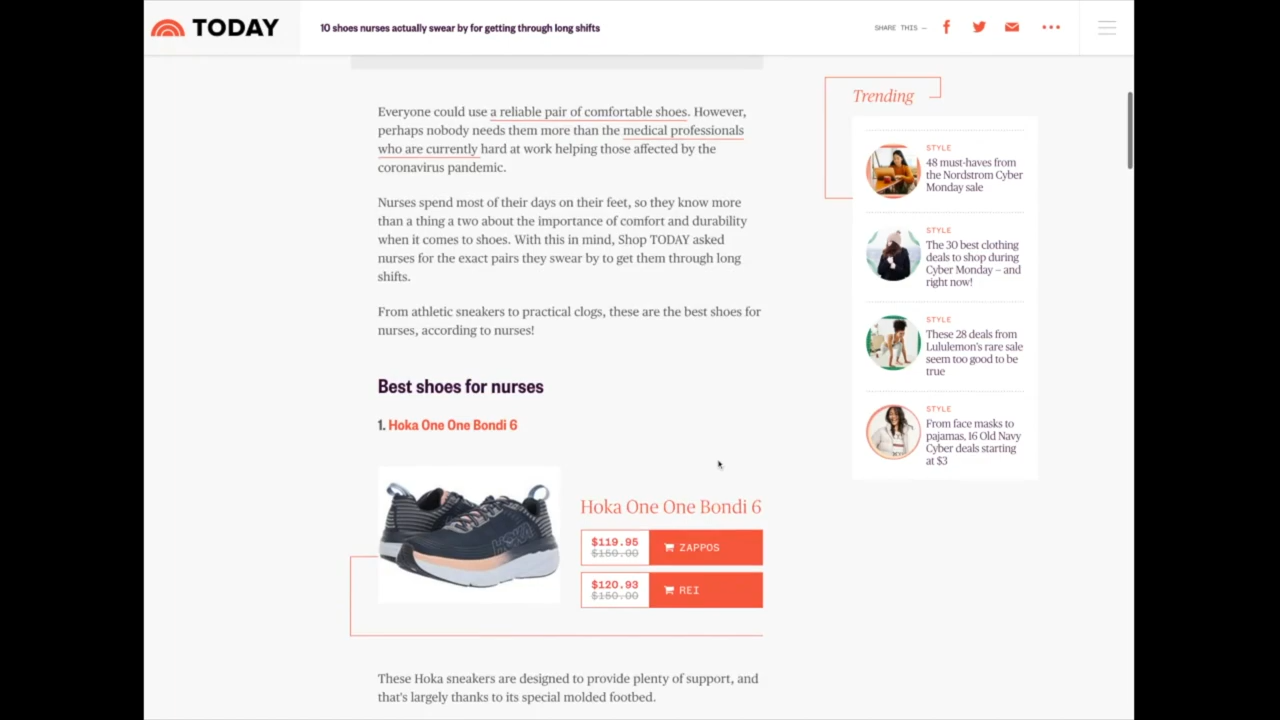 TODAY
10 shoes nurses actually swear by for getting through long shifts
SHARE THIS —
Everyone could use a reliable pair of comfortable shoes. However,
perhaps nobody needs them more than the medical professionals
who are currently hard at work helping those affected by the
coronavirus pandemic.
Nurses spend most of their days on their feet, so they know more
than a thing a two about the importance of comfort and durability
when it comes to shoes. With this in mind, Shop TODAY asked
nurses for the exact pairs they swear by to get them through long
shifts.
From athletic sneakers to practical clogs, these are the best shoes for
nurses, according to nurses!
Best shoes for nurses
1. Hoka One One Bondi 6
HOKA
Hoka One One Bondi 6
$119.95
$150.00
ZAPPOS
$120.93
$150.00
REI
These Hoka sneakers are designed to provide plenty of support, and
that's largely thanks to its special molded footbed.
Trending
STYLE
48 must-haves from
the Nordstrom Cyber
Monday sale
STYLE
The 30 best clothing
deals to shop during
Cyber Monday — and
right now!
STYLE
These 28 deals from
Lululemon's rare sale
seem too good to be
true
STYLE
From face masks to
pajamas, 16 Old Navy
Cyber deals starting
at $3